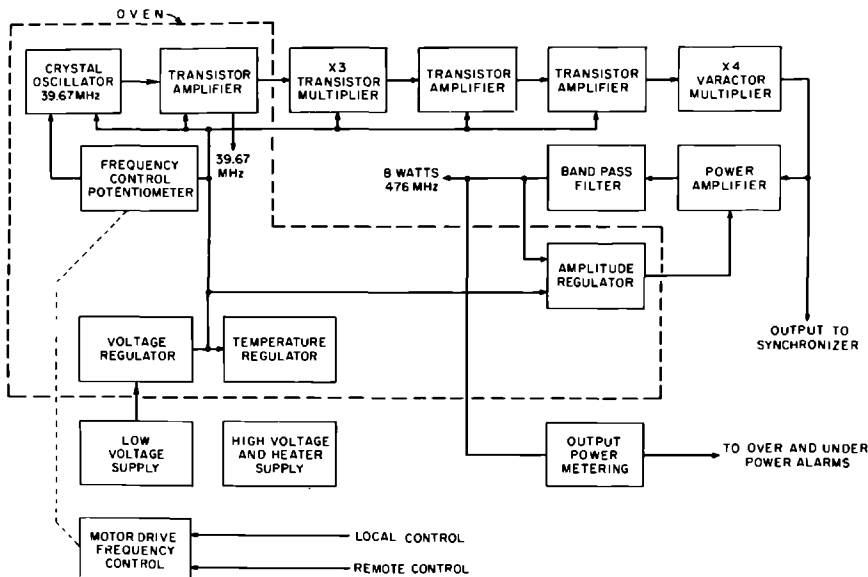 OVEN
CRYSTAL
OSCILLATOR
39.67MHz
TRANSISTOR
AMPLIFIER
X3
TRANSISTOR
MULTIPLIER
TRANSISTOR
AMPLIFIER
TRANSISTOR
AMPLIFIER
X4
VARACTOR
MULTIPLIER
39.67
MHz
FREQUENCY
CONTROL
POTENTIOMETER
8 WATTS
476 MHz
BAND PASS
FILTER
POWER
AMPLIFIER
AMPLITUDE
REGULATOR
OUTPUT TO
SYNCHRONIZER
VOLTAGE
REGULATOR
TEMPERATURE
REGULATOR
LOW
VOLTAGE
SUPPLY
HIGH VOLTAGE
AND HEATER
SUPPLY
OUTPUT
POWER
METERING
TO OVER AND UNDER
POWER ALARMS
MOTOR DRIVE
FREQUENCY
CONTROL
LOCAL CONTROL
REMOTE CONTROL